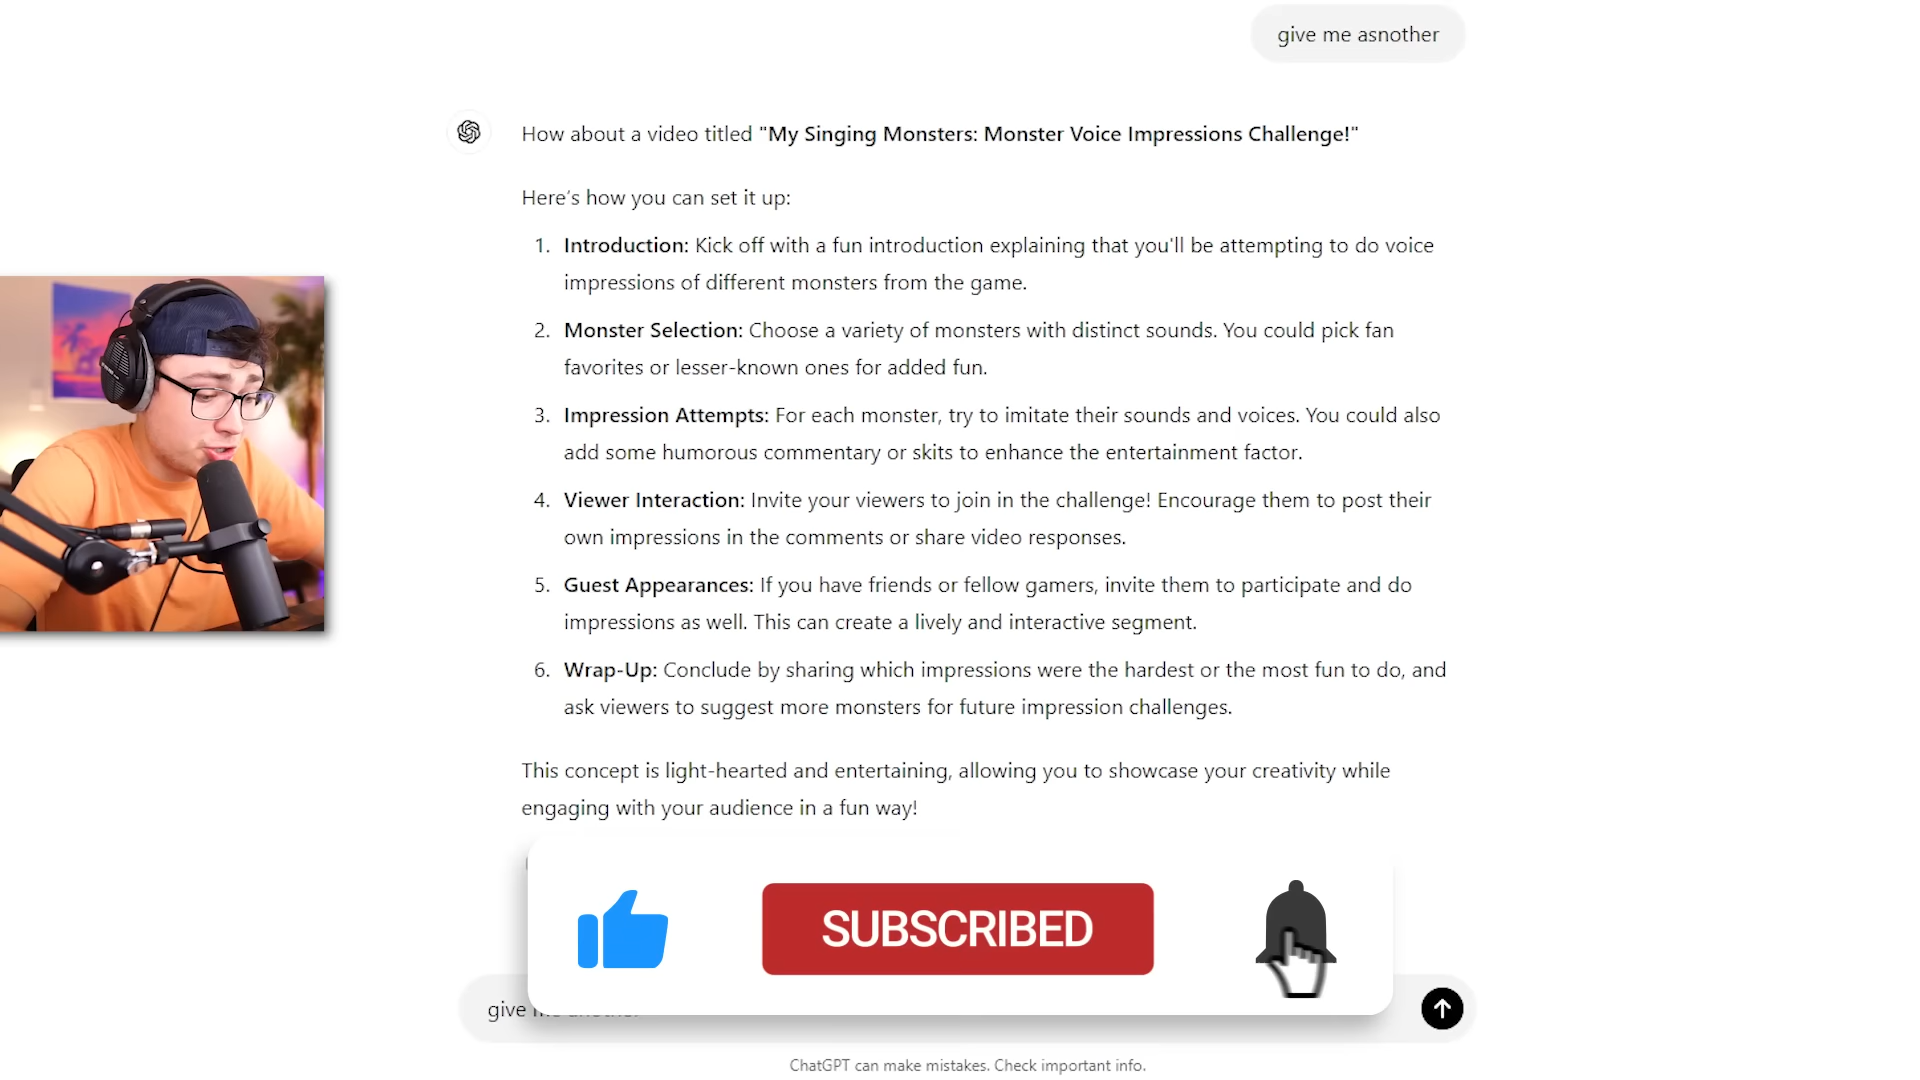 give me asnother
How about a video titled "My Singing Monsters: Monster Voice Impressions Challenge!"
Here's how you can set it up:
1. Introduction: Kick off with a fun introduction explaining that you'll be attempting to do voice
impressions of different monsters from the game.
2. Monster Selection: Choose a variety of monsters with distinct sounds. You could pick fan
favorites or lesser-known ones for added fun.
3. Impression Attempts: For each monster, try to imitate their sounds and voices. You could also
add some humorous commentary or skits to enhance the entertainment factor.
4. Viewer Interaction: Invite your viewers to join in the challenge! Encourage them to post their
own impressions in the comments or share video responses.
5. Guest Appearances: If you have friends or fellow gamers, invite them to participate and do
impressions as well. This can create a lively and interactive segment.
6. Wrap-Up: Conclude by sharing which impressions were the hardest or the most fun to do, and
ask viewers to suggest more monsters for future impression challenges.
This concept is light-hearted and entertaining, allowing you to showcase your creativity while
engaging with your audience in a fun way!
SUBSCRIBED
give
ChatGPT can make mistakes. Check important info.